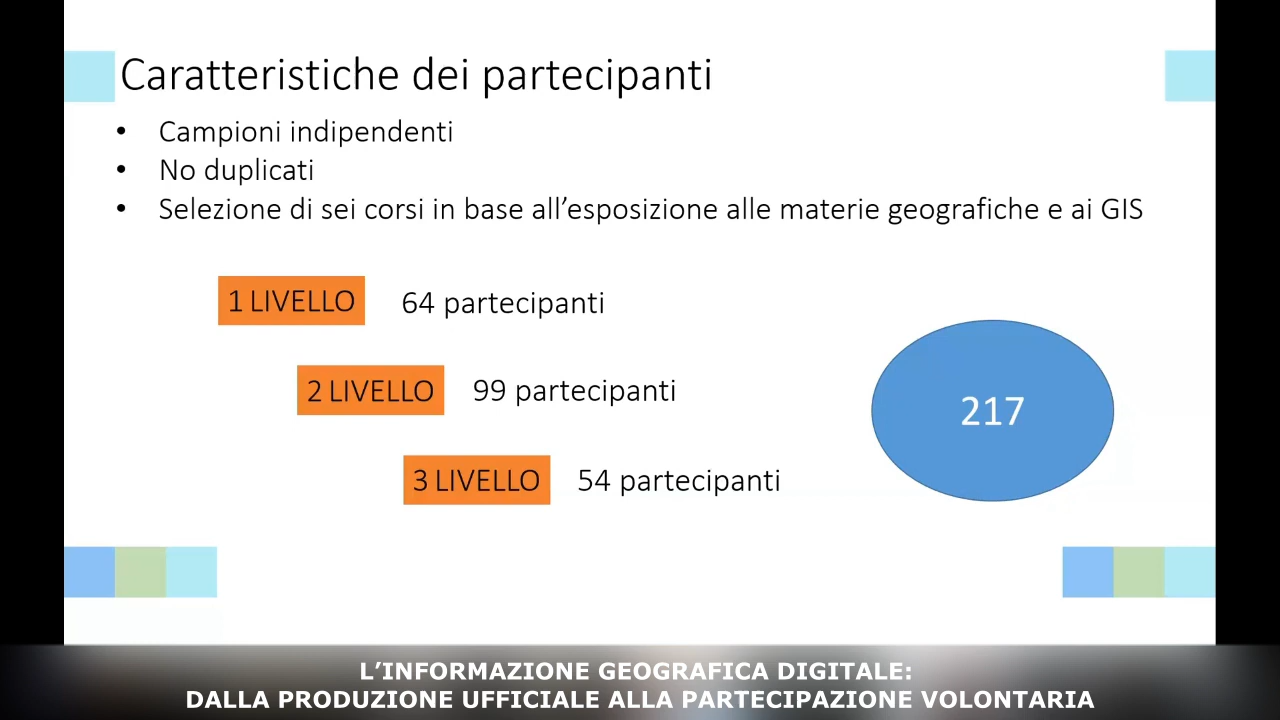 Caratteristiche dei partecipanti
• Campioni indipendenti
• No duplicati
• Selezione di sei corsi in base all’esposizione alle materie geografiche e ai GIS
1 LIVELLO 64 partecipanti
2 LIVELLO 99 partecipanti
217
3 LIVELLO 54 partecipanti
L’INFORMAZIONE GEOGRAFICA DIGITALE:
DALLA PRODUZIONE UFFICIALE ALLA PARTECIPAZIONE VOLONTARIA